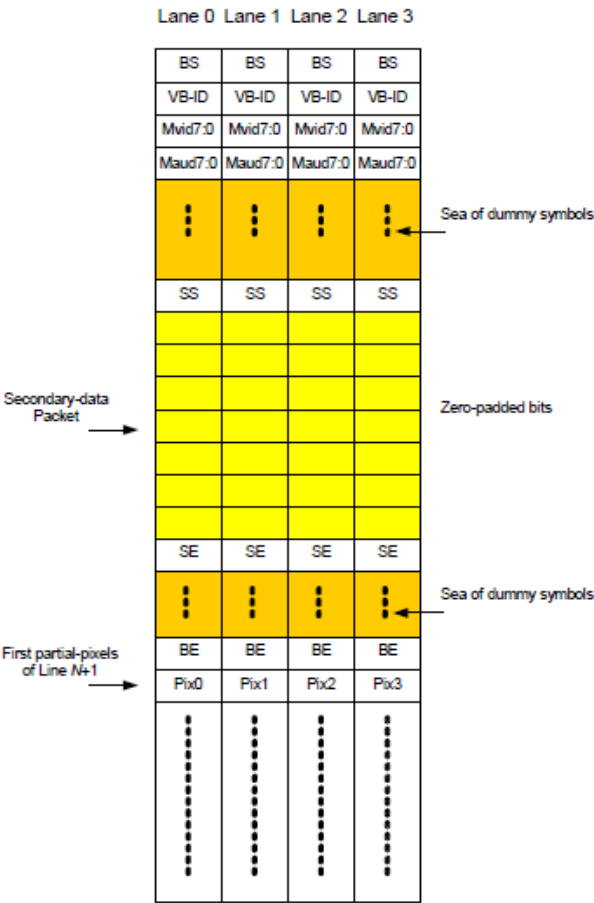 Lane 0 Lane 1 Lane 2 Lane 3
BS BS BS BS
VB-ID VB-ID VB-ID VB-ID
Mvid7:0 Mvid7:0 Mvid7:0 Mvid7:0
Maud7:0 Maud7:0 Maud7:0 Maud7:0
Sea of dummy symbols
SS SS SS SS
Secondary-data
Packet
Zero-padded bits
SE SE SE SE
Sea of dummy symbols
BE BE BE BE
First partial-pixels
of Line N+1
Pix0 Pix1 Pix2 Pix3